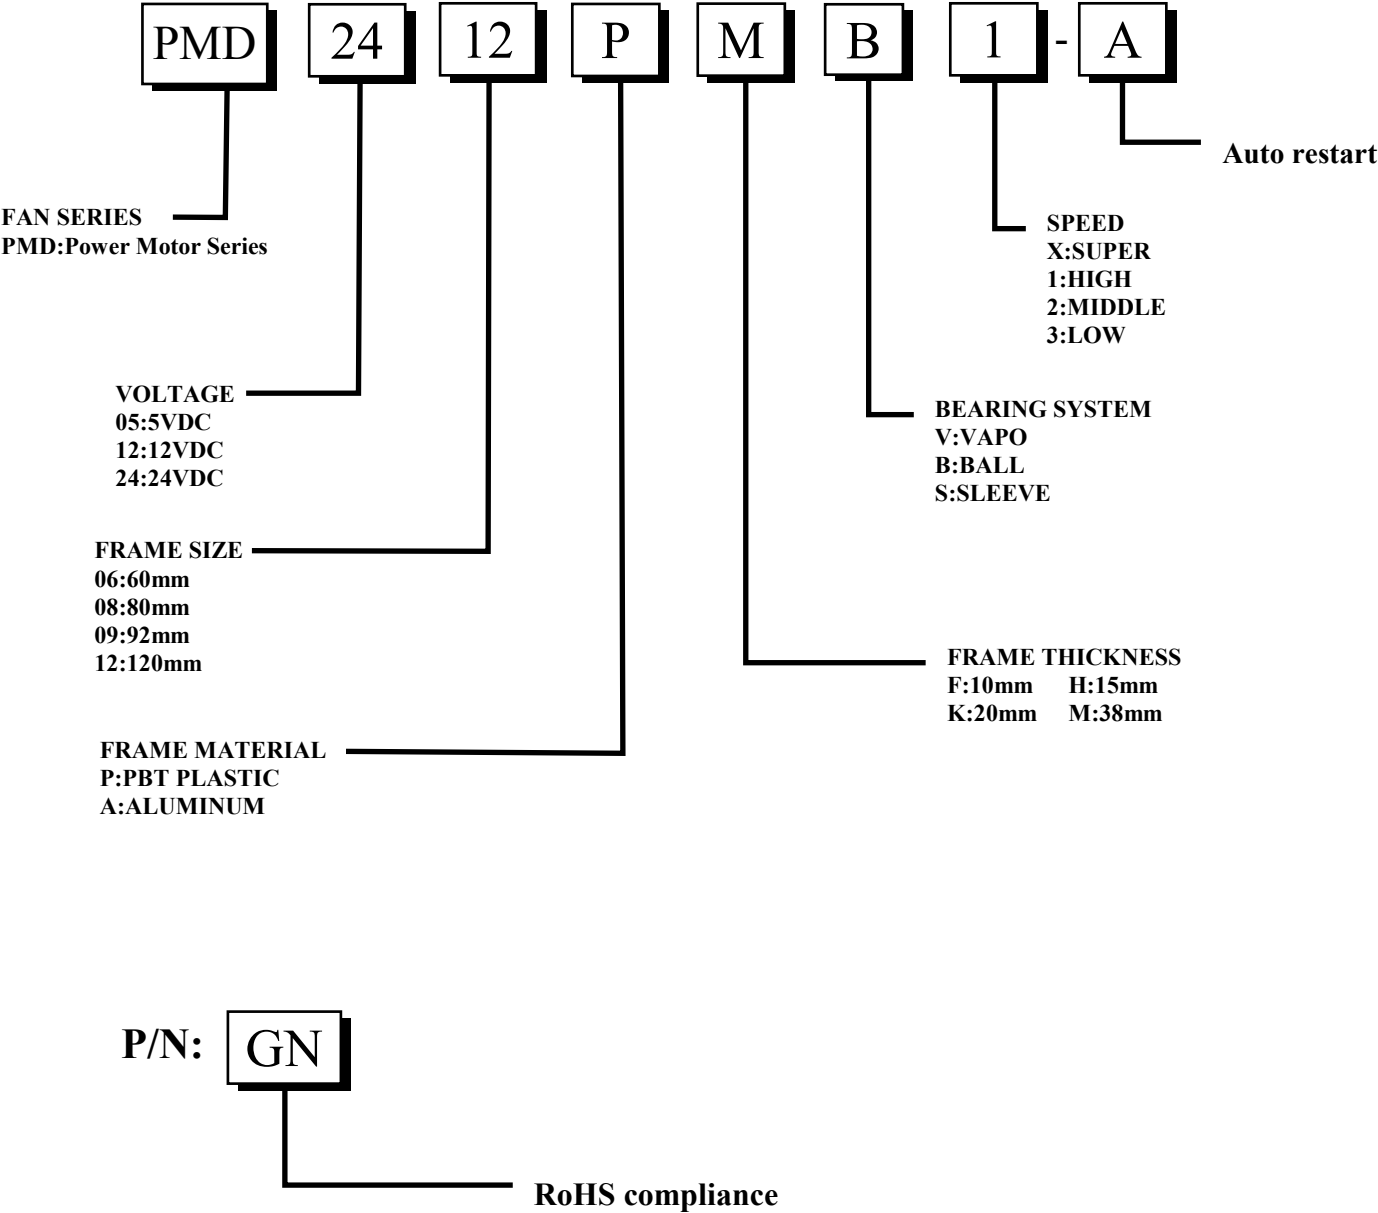 PMD 24 12 P M B 1 - A
Auto restart
FAN SERIES
PMD:Power Motor Series
SPEED
X:SUPER
1:HIGH
2:MIDDLE
3:LOW
VOLTAGE
05:5VDC
12:12VDC
24:24VDC
BEARING SYSTEM
V:VAPO
B:BALL
S:SLEEVE
FRAME SIZE
06:60mm
08:80mm
09:92mm
12:120mm
FRAME THICKNESS
F:10mm H:15mm
K:20mm M:38mm
FRAME MATERIAL
P:PBT PLASTIC
A:ALUMINUM
P/N: GN
RoHS compliance